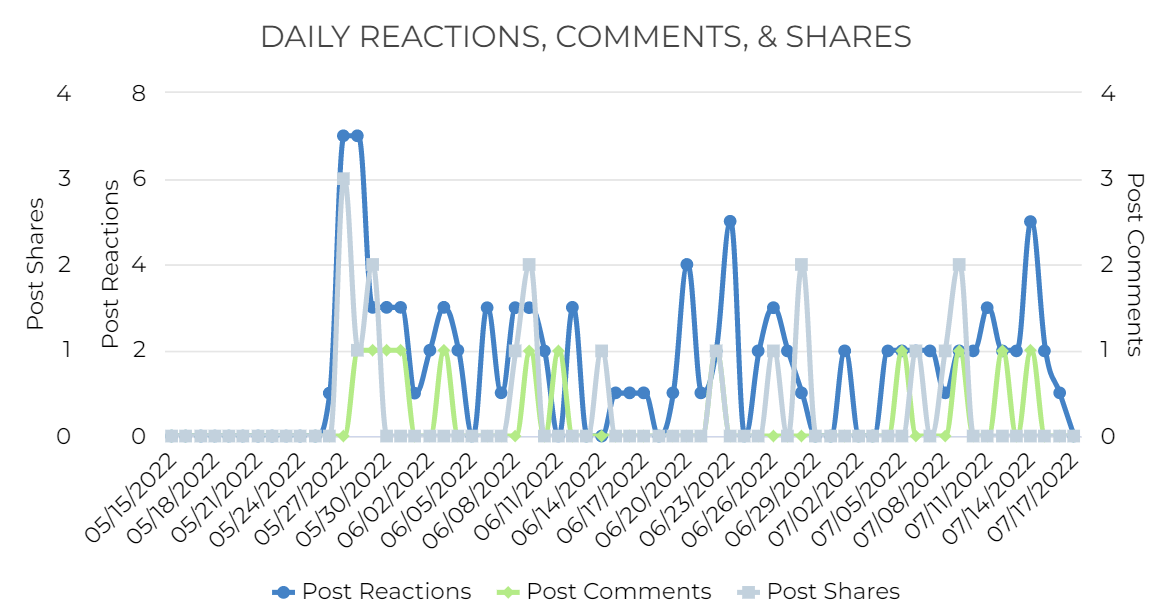 DAILY REACTIONS, COMMENTS, & SHARES
4 8 4
3 6 3
2 4 2
1 2 1
0 0 0
Post Shares
Post Reactions
Post Comments
05/15/2022 05/18/2022 05/21/2022 05/24/2022 05/27/2022 05/30/2022 06/02/2022 06/05/2022 06/08/2022 06/11/2022 06/14/2022 06/17/2022 06/20/2022 06/23/2022 06/26/2022 06/29/2022 07/02/2022 07/05/2022 07/08/2022 07/11/2022 07/14/2022 07/17/2022
Post Reactions Post Comments Post Shares